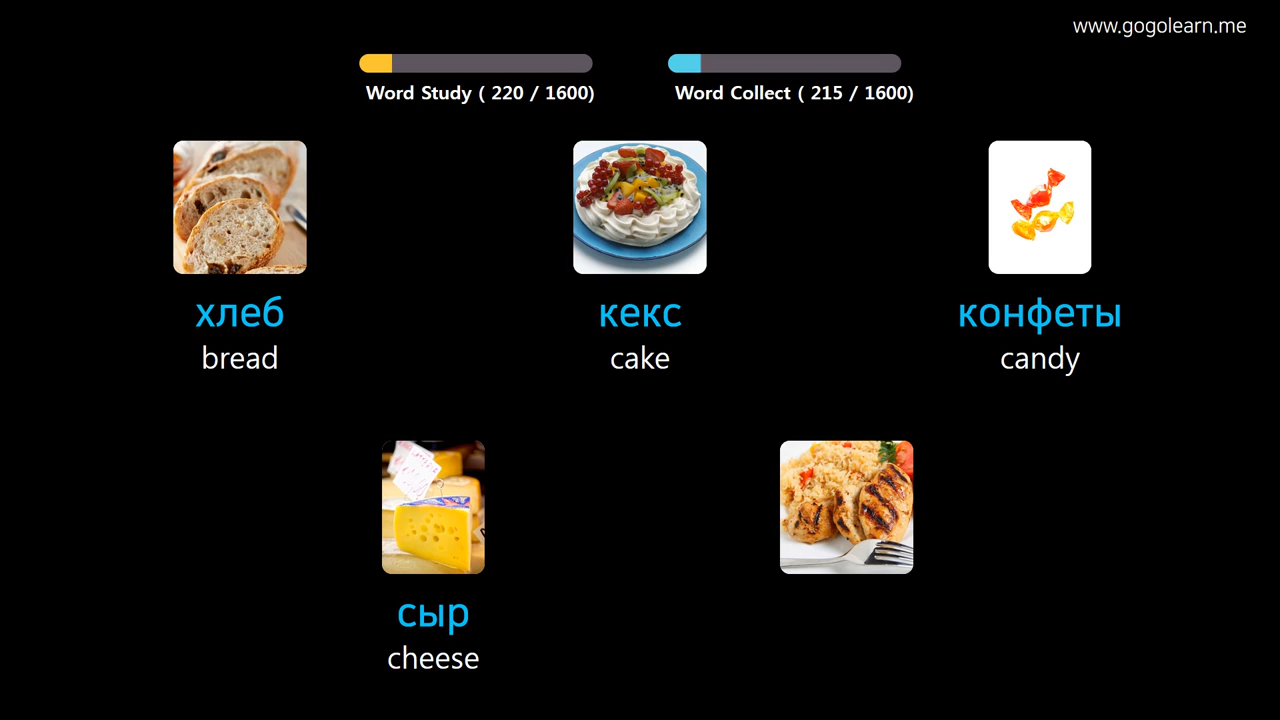 www.gogolearn.me
Word Study ( 220 / 1600)
Word Collect ( 215 / 1600)
хлеб
bread
кекс
cake
конфеты
candy
сыр
cheese